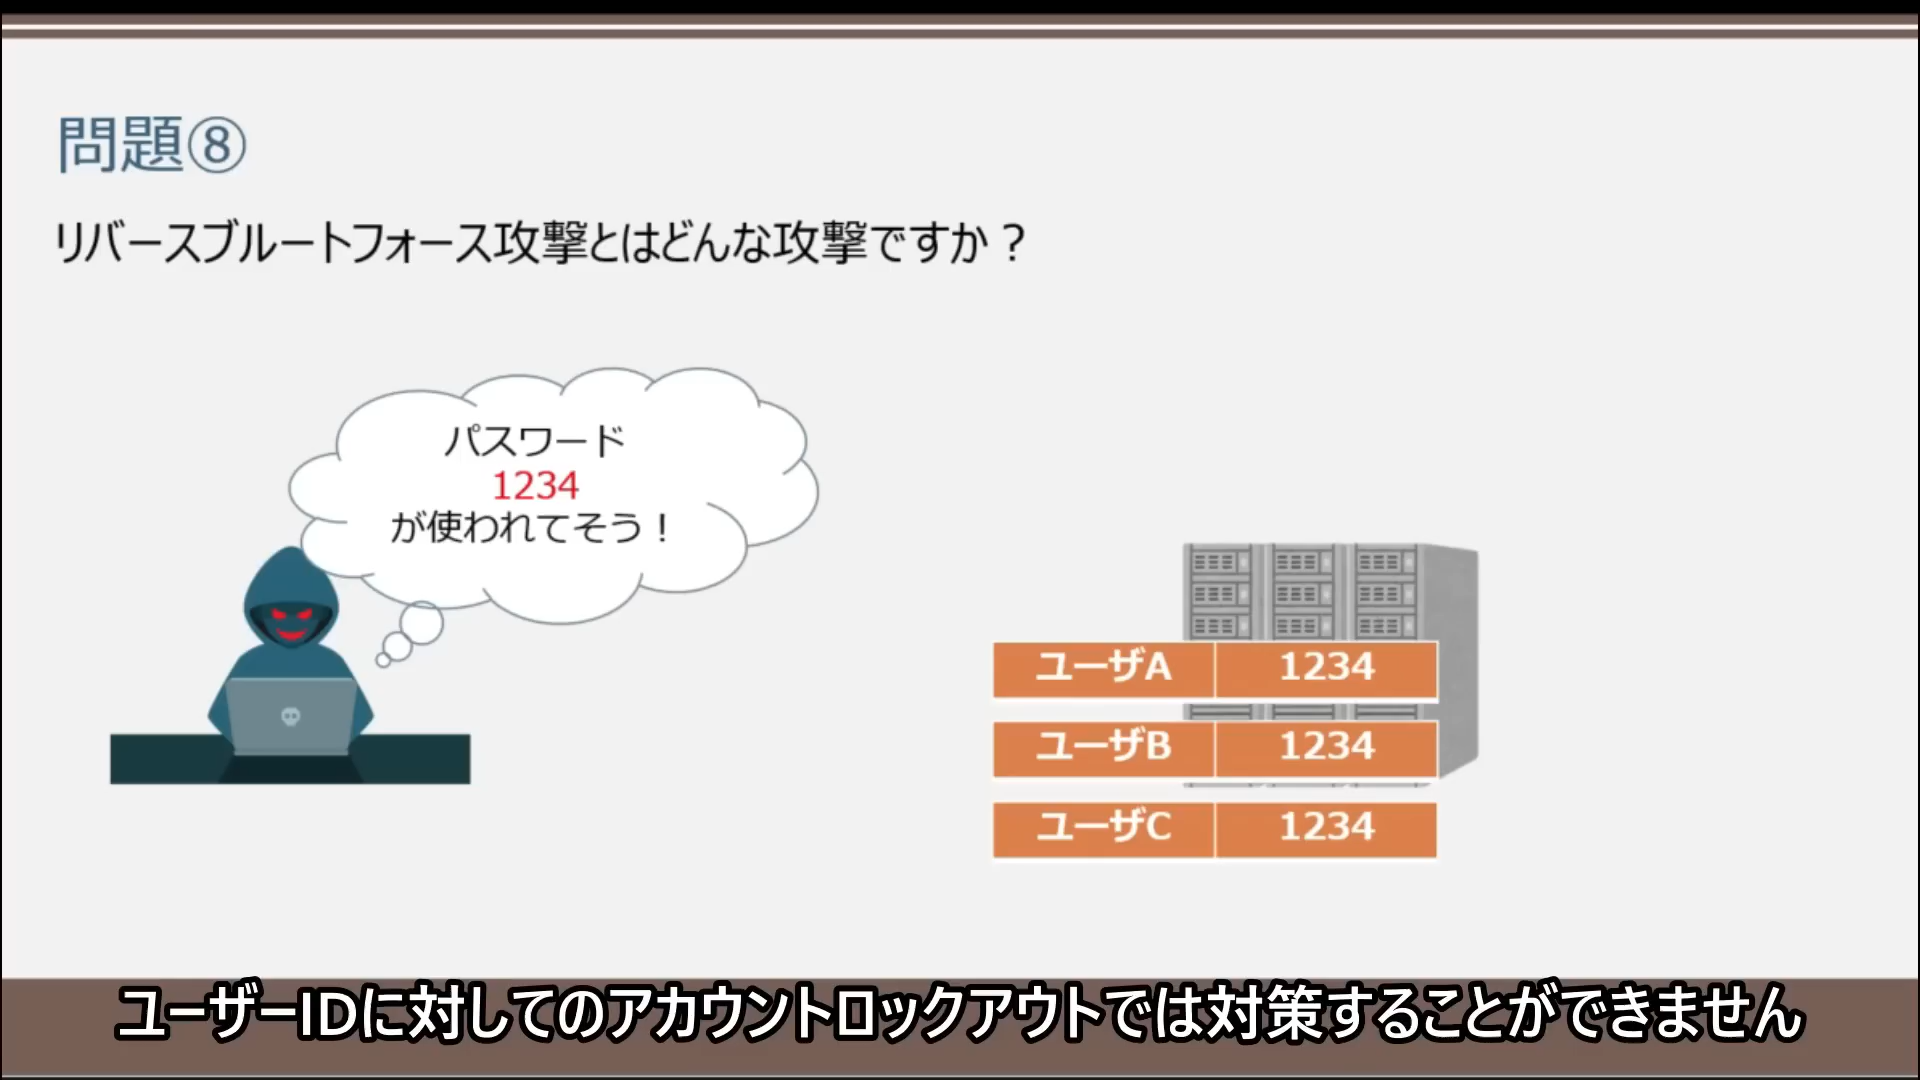 問題⑧
リバースブルートフォース攻撃とはどんな攻撃ですか？
パスワード
1234
が使われてそう！
ユーザA 1234
ユーザB 1234
ユーザC 1234
ユーザーIDに対してのアカウントロックアウトでは対策することができません